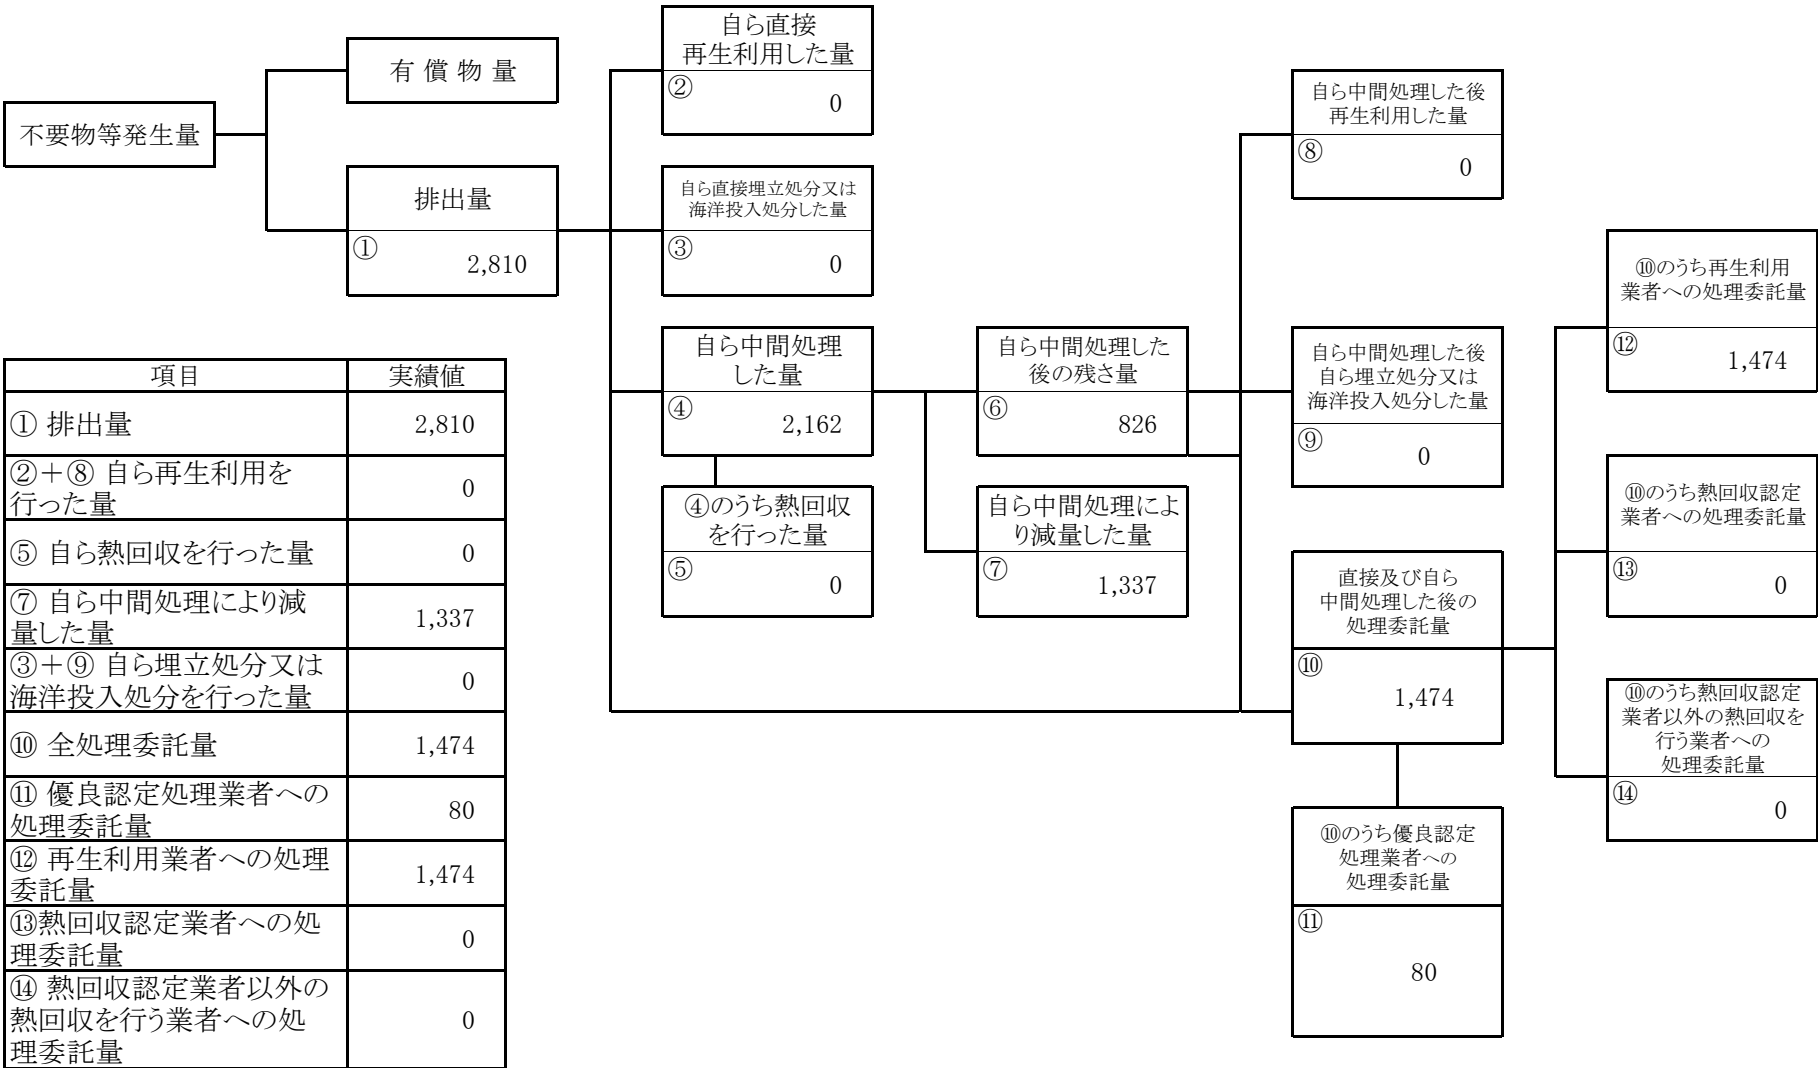 不要物等発生量
有 償 物 量
排出量
①
2,810
自ら直接
再生利用した量
②
0
自ら直接埋立処分又は
海洋投入処分した量
③
0
自ら中間処理
した量
④
2,162
④のうち熱回収
を行った量
⑤
0
自ら中間処理した
後の残さ量
⑥
826
自ら中間処理によ
り減量した量
⑦
1,337
自ら中間処理した後
再生利用した量
⑧
0
自ら中間処理した後
自ら埋立処分又は
海洋投入処分した量
⑨
0
直接及び自ら
中間処理した後の
処理委託量
⑩
1,474
⑩のうち優良認定
処理業者への
処理委託量
⑪
80
⑩のうち再生利用
業者への処理委託量
⑫
1,474
⑩のうち熱回収認定
業者への処理委託量
⑬
0
⑩のうち熱回収認定
業者以外の熱回収を
行う業者への
処理委託量
⑭
0
項目 実績値
① 排出量 2,810
②+⑧ 自ら再生利用を
行った量 0
⑤ 自ら熱回収を行った量 0
⑦ 自ら中間処理により減
量した量 1,337
③+⑨ 自ら埋立処分又は
海洋投入処分を行った量 0
⑩ 全処理委託量 1,474
⑪ 優良認定処理業者への
処理委託量 80
⑫ 再生利用業者への処理
委託量 1,474
⑬熱回収認定業者への処
理委託量 0
⑭ 熱回収認定業者以外の
熱回収を行う業者への処
理委託量 0